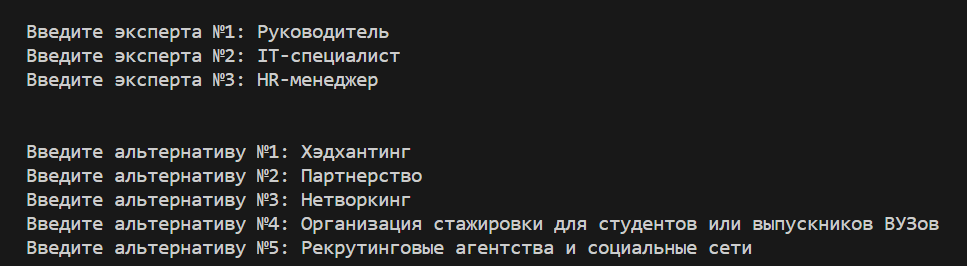 Введите эксперта №1: Руководитель
Введите эксперта №2: IT-специалист
Введите эксперта №3: HR-менеджер
Введите альтернативу №1: Хэдхантинг
Введите альтернативу №2: Партнерство
Введите альтернативу №3: Нетворкинг
Введите альтернативу №4: Организация стажировки для студентов или выпускников ВУЗов
Введите альтернативу №5: Рекрутинговые агентства и социальные сети